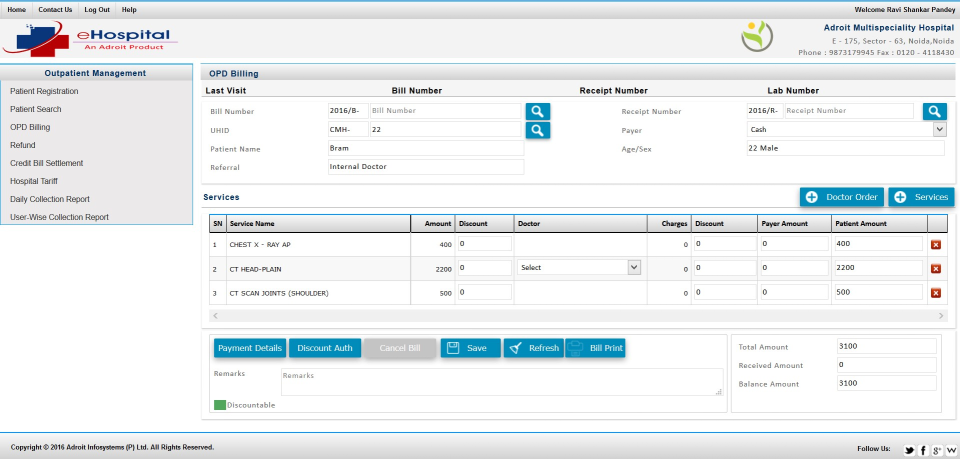 Home Contact Us Log Out Help Welcome Ravi Shankar Pandey
eHospital
An Adroit Product
Adroit Multispeciality Hospital
E - 175, Sector - 63, Noida,Noida
Phone : 9873179945 Fax : 0120 - 4118430
Outpatient Management
Patient Registration
Patient Search
OPD Billing
Refund
Credit Bill Settlement
Hospital Tariff
Daily Collection Report
User-Wise Collection Report
OPD Billing
Last Visit Bill Number Receipt Number Lab Number
Bill Number 2016/B- Bill Number Receipt Number 2016/R- Receipt Number
UHID CMH- 22 Payer Cash
Patient Name Bram Age/Sex 22 Male
Referral Internal Doctor
Services Doctor Order Services
SN Service Name Amount Discount Doctor Charges Discount Payer Amount Patient Amount
1 CHEST X - RAY AP 400 0 0 0 0 400
2 CT HEAD-PLAIN 2200 0 Select 0 0 0 2200
3 CT SCAN JOINTS (SHOULDER) 500 0 0 0 0 500
Payment Details Discount Auth Cancel Bill Save Refresh Bill Print
Remarks Remarks
Discountable
Total Amount 3100
Received Amount 0
Balance Amount 3100
Copyright © 2016 Adroit Infosystems (P) Ltd. All Rights Reserved. Follow Us: